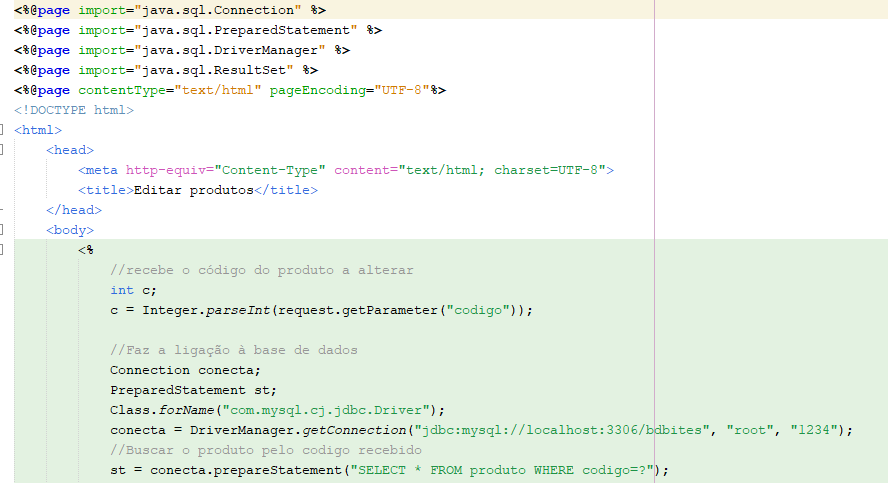 <%@page import="java.sql.Connection" %>
<%@page import="java.sql.PreparedStatement" %>
<%@page import="java.sql.DriverManager" %>
<%@page import="java.sql.ResultSet" %>
<%@page contentType="text/html" pageEncoding="UTF-8"%>
<!DOCTYPE html>
<html>
    <head>
        <meta http-equiv="Content-Type" content="text/html; charset=UTF-8">
        <title>Editar produtos</title>
    </head>
    <body>
        <%
            //recebe o código do produto a alterar
            int c;
            c = Integer.parseInt(request.getParameter("codigo"));

            //Faz a ligação à base de dados
            Connection conecta;
            PreparedStatement st;
            Class.forName("com.mysql.cj.jdbc.Driver");
            conecta = DriverManager.getConnection("jdbc:mysql://localhost:3306/bdbites", "root", "1234");
            //Buscar o produto pelo codigo recebido
            st = conecta.prepareStatement("SELECT * FROM produto WHERE codigo=?");